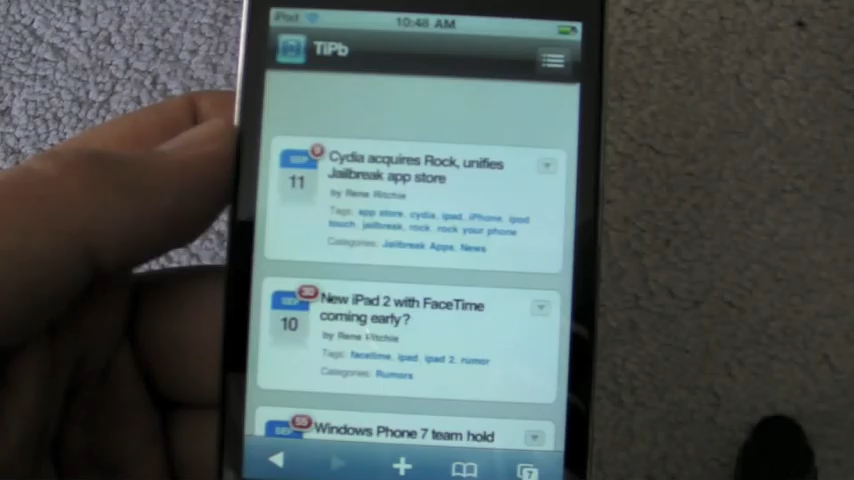 iPod 10:48 AM
TiPb
SEP
9
11
Cydia acquires Rock, unifies
Jailbreak app store
by Rene Ritchie
Tags: app store, cydia, ipad, iPhone, ipod
touch, jailbreak, rock, rock your phone
Categories: Jailbreak Apps, News
SEP
10
New iPad 2 with FaceTime
coming early?
by Rene Ritchie
Tags: facetime, ipad, ipad 2, rumor
Categories: Rumors
SEP
55
Windows Phone 7 team hold
7